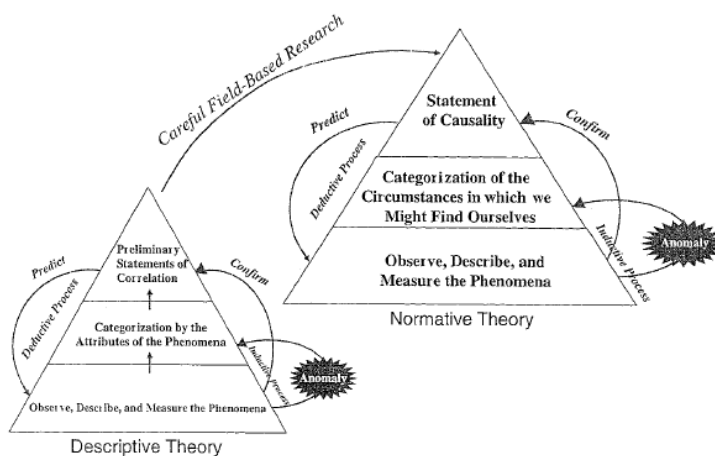 Careful Field-Based Research
Statement
of Causality
Predict
Confirm
Deductive Process
Categorization of the
Circumstances in which we
Might Find Ourselves
Anomaly
Observe, Describe, and
Measure the Phenomena
Inductive Process
Normative Theory
Preliminary
Statements of
Correlation
Predict
Confirm
Deductive Process
Categorization by the
Attributes of the Phenomena
Inductive process
Anomaly
Observe, Describe, and Measure the Phenomena
Descriptive Theory